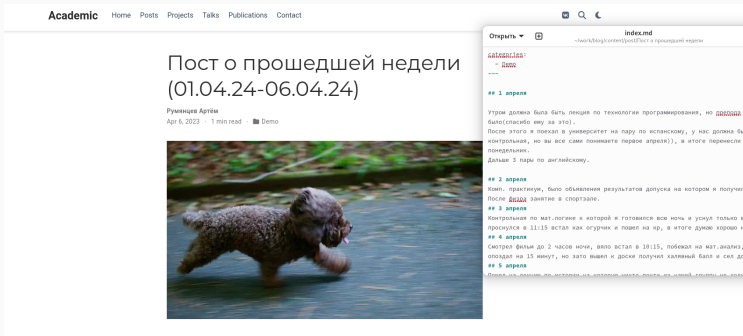 Academic
Home Posts Projects Talks Publications Contact
Пост о прошедшей недели
(01.04.24-06.04.24)
Румянцев Артём
Apr 6, 2023 · 1 min read · Demo
Открыть
index.md
~/work/blog/content/post/Пост о прошедшей недели
categories:
- Demo
---
## 1 апреля
Утром должна была быть лекция по технологии программирования, но препода
было(спасибо ему за это).
После этого я поехал в университет на пару по испанскому, у нас должна
контрольная, но вы все сами понимаете первое апреля)), в итоге перенесли
понедельник.
Дальше 3 пары по английскому.
## 2 апреля
Комп. практикум, было объявления результатов допуска на котором я получил
После физра занятие в спортзале.
## 3 апреля
Контрольная по мат.логике к которой я готовился всю ночь и уснул только
проснулся в 11:15 встал как огурчик и пошел на кр, в итоге думаю хорошо
## 4 апреля
Смотрел фильм до 2 часов ночи, вяло встал в 10:15, побежал на мат.анализ,
опоздал на 15 минут, но зато вышел к доске получил халявный балл и сел
## 5 апреля